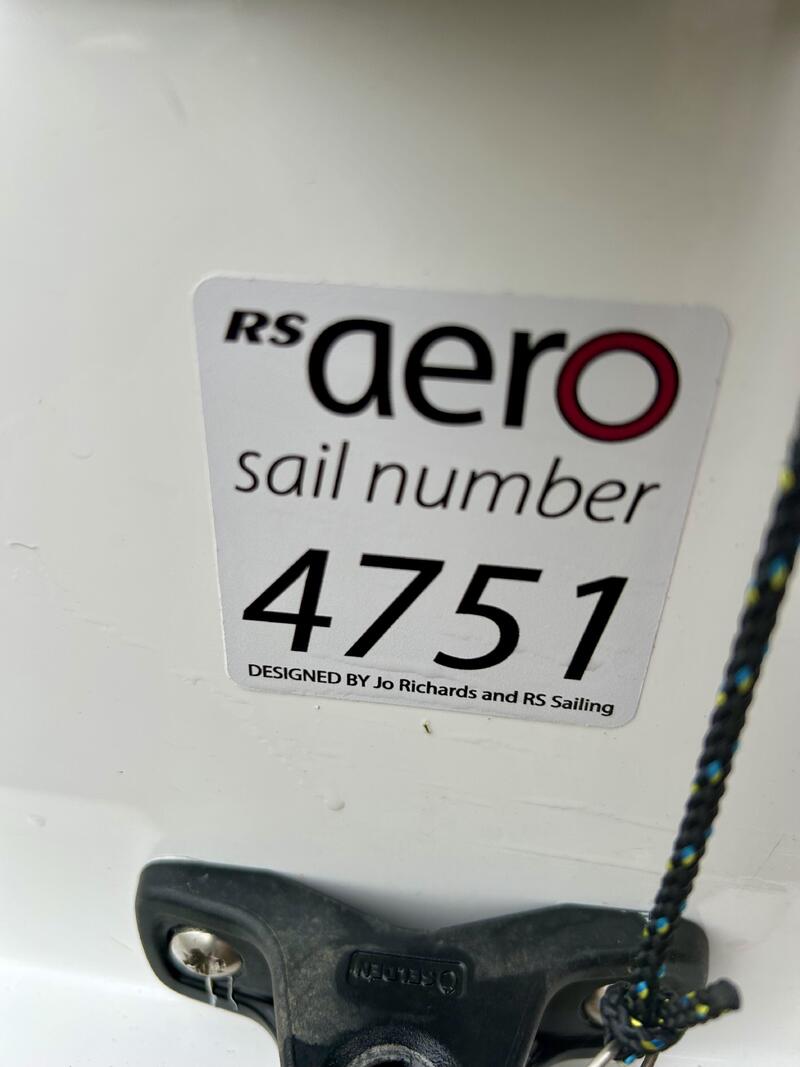 RS aero
sail number
4751
DESIGNED BY Jo Richards and RS Sailing
SELDEN